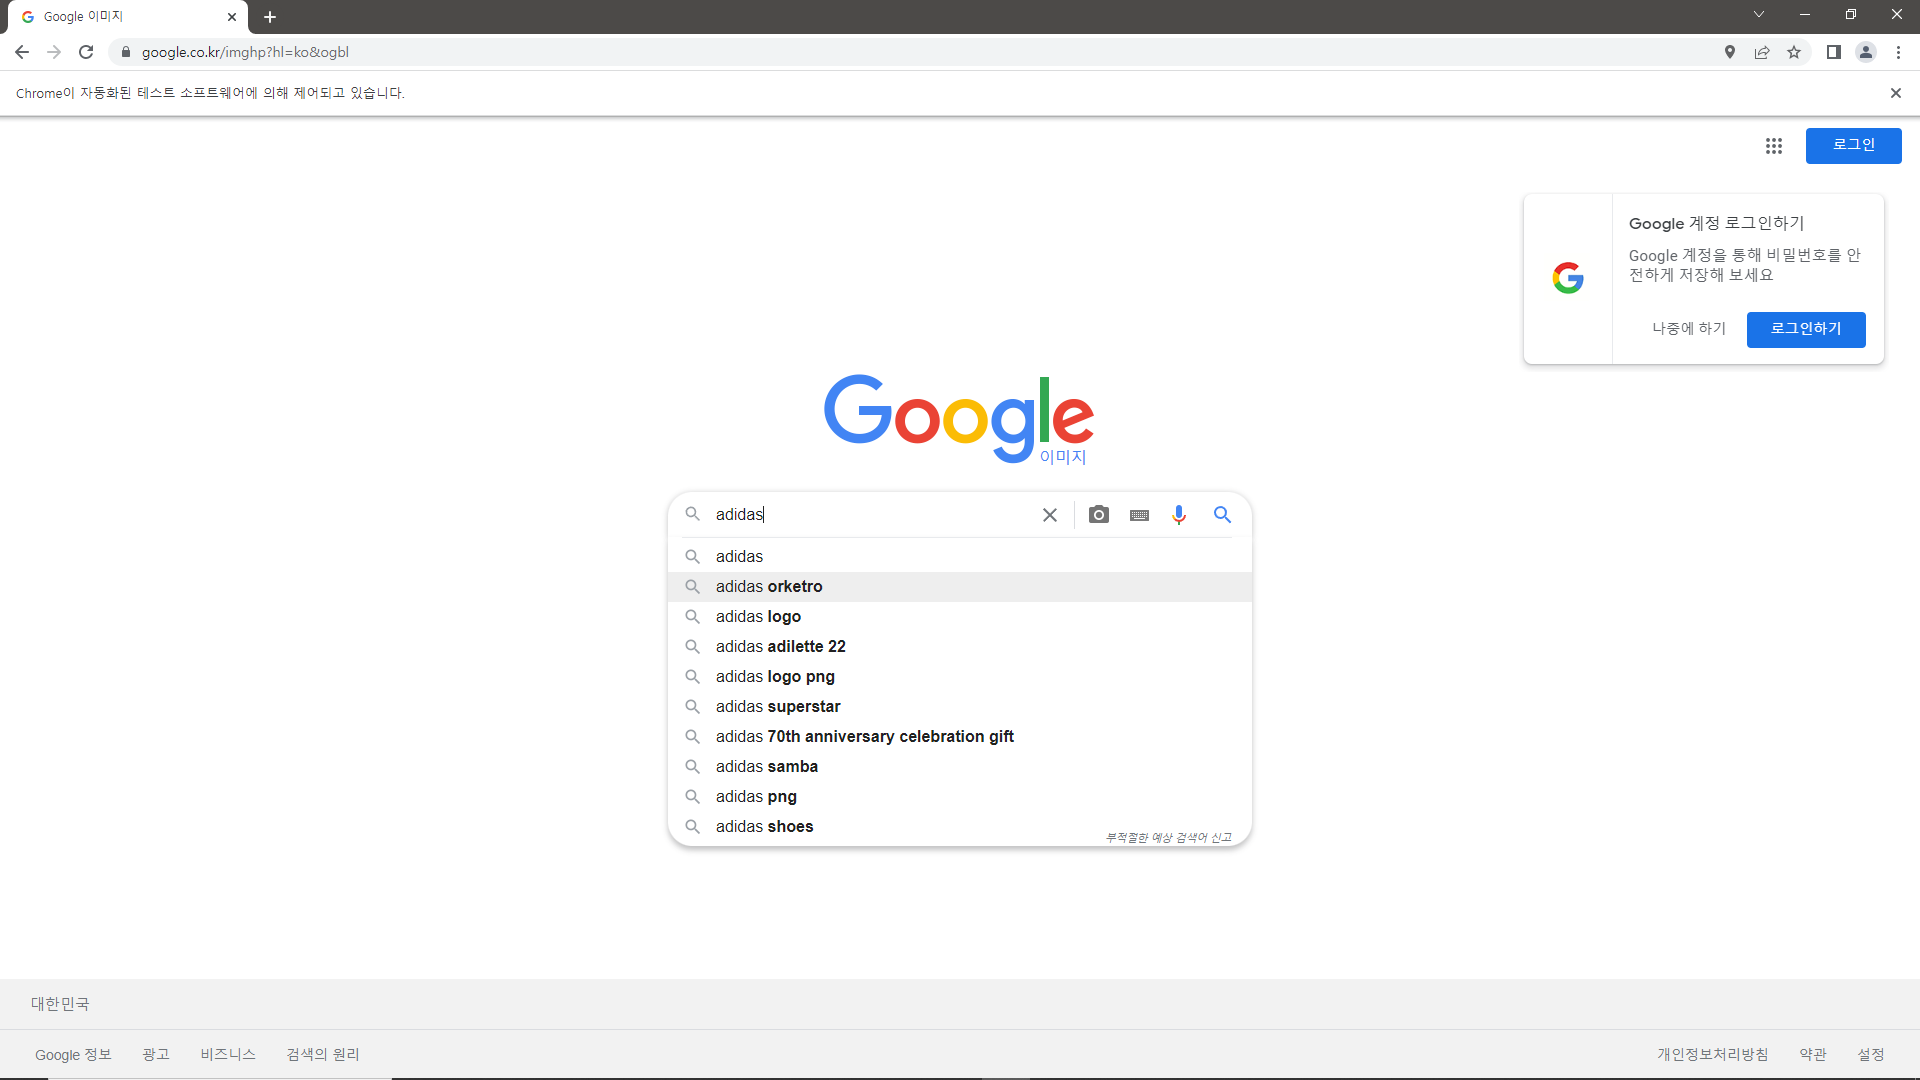 Google 이미지
google.co.kr/imghp?hl=ko&ogbl
Chrome이 자동화된 테스트 소프트웨어에 의해 제어되고 있습니다.
로그인
Google 계정 로그인하기
Google 계정을 통해 비밀번호를 안
전하게 저장해 보세요
나중에 하기
로그인하기
Google
이미지
adidas
adidas
adidas orketro
adidas logo
adidas adilette 22
adidas logo png
adidas superstar
adidas 70th anniversary celebration gift
adidas samba
adidas png
adidas shoes
부적절한 예상 검색어 신고
대한민국
Google 정보 광고 비즈니스 검색의 원리 개인정보처리방침 약관 설정